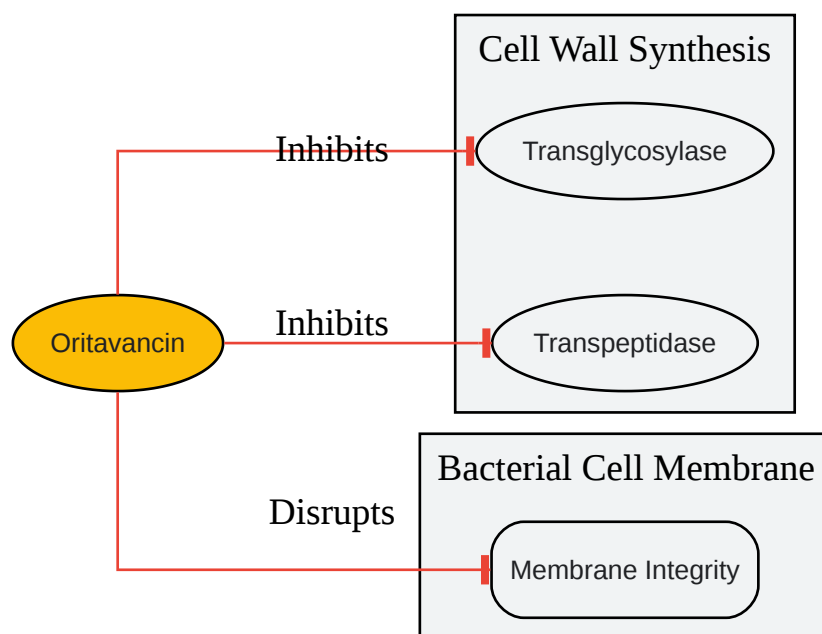 Cell Wall Synthesis
Inhibits
Transglycosylase
Oritavancin
Inhibits
Transpeptidase
Bacterial Cell Membrane
Disrupts
Membrane Integrity